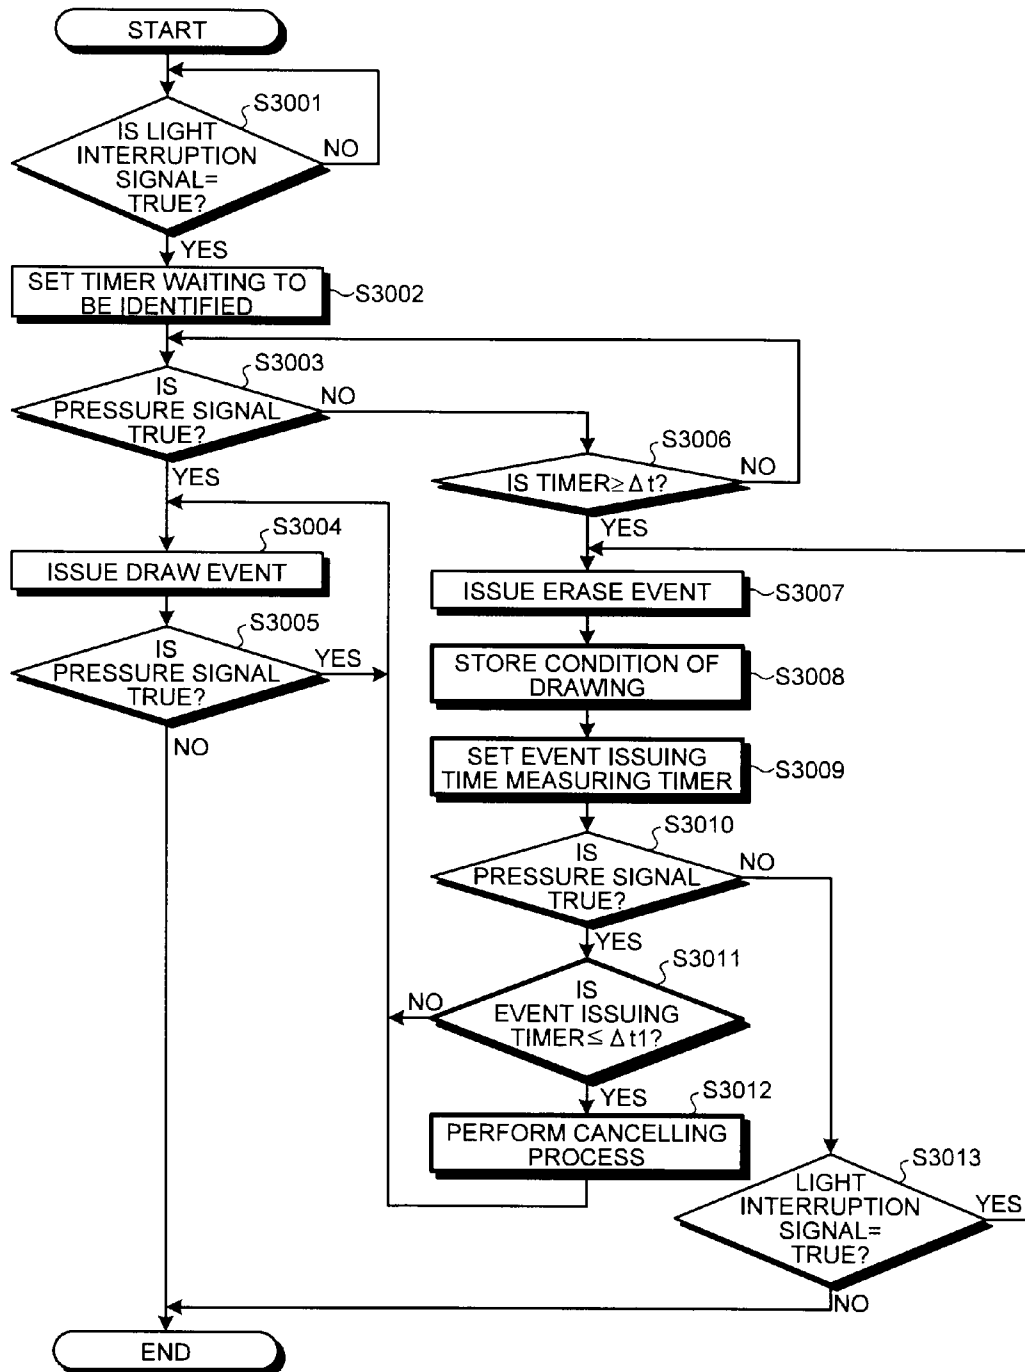 START
S3001
IS LIGHT
INTERRUPTION
SIGNAL=
TRUE?
NO
YES
SET TIMER WAITING TO
BE IDENTIFIED
S3002
S3003
IS
PRESSURE SIGNAL
TRUE?
NO
YES
S3006
IS TIMER≥Δt?
NO
YES
S3004
ISSUE DRAW EVENT
S3005
IS
PRESSURE SIGNAL
TRUE?
YES
NO
ISSUE ERASE EVENT
S3007
STORE CONDITION OF
DRAWING
S3008
SET EVENT ISSUING
TIME MEASURING TIMER
S3009
S3010
IS
PRESSURE SIGNAL
TRUE?
NO
YES
S3011
IS
EVENT ISSUING
TIMER≤Δt1?
NO
YES
S3012
PERFORM CANCELLING
PROCESS
S3013
LIGHT
INTERRUPTION
SIGNAL=
TRUE?
YES
NO
END